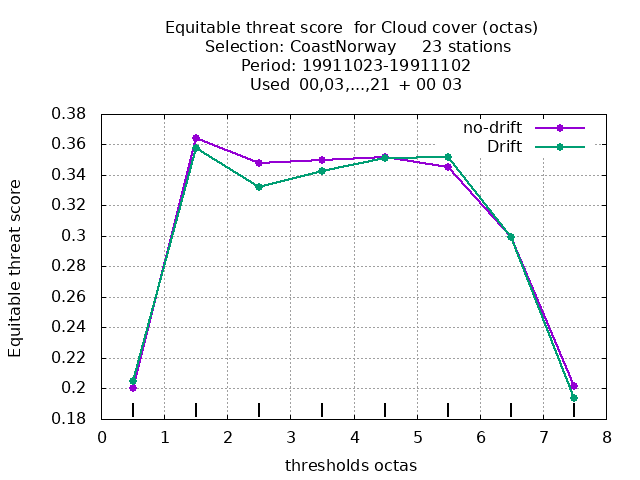 Equitable threat score  for Cloud cover (octas)
Selection: CoastNorway     23 stations
Period: 19911023-19911102
Used  00,03,...,21  + 00 03
no-drift
Drift
Equitable threat score
0.38
0.36
0.34
0.32
0.3
0.28
0.26
0.24
0.22
0.2
0.18
0 1 2 3 4 5 6 7 8
thresholds octas